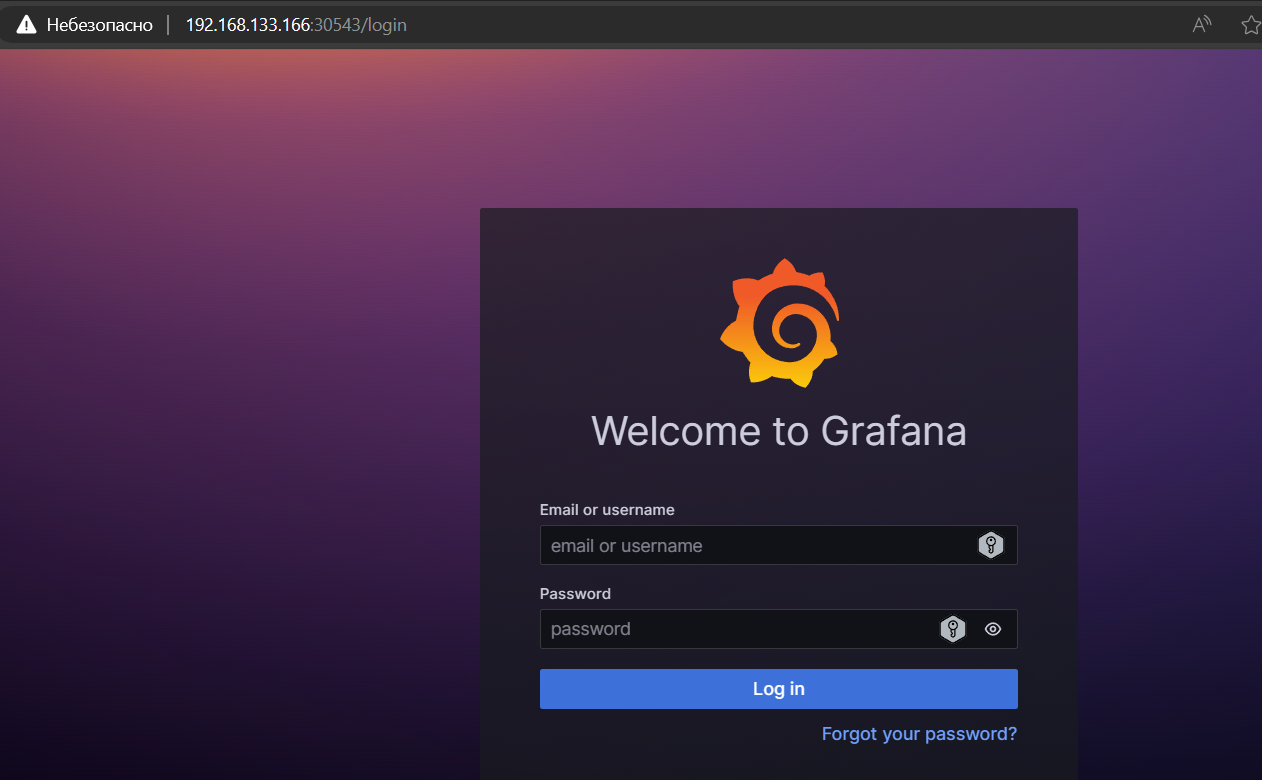 Небезопасно | 192.168.133.166:30543/login
Welcome to Grafana
Email or username
email or username
Password
password
Log in
Forgot your password?